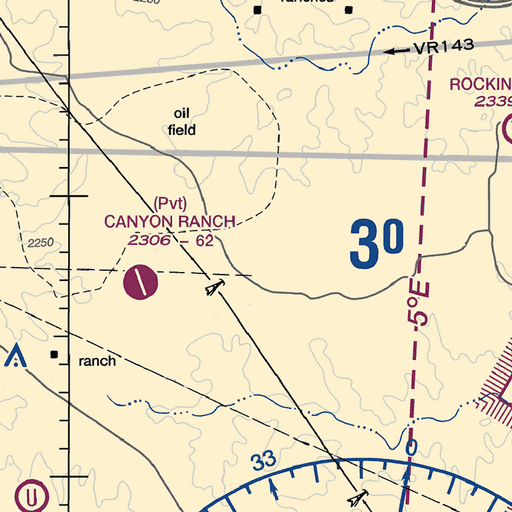 ranches
VR143
ROCKIN
2339
oil
field
(Pvt)
CANYON RANCH
2306 – 62
2250
30
5°E
ranch
33
0
U